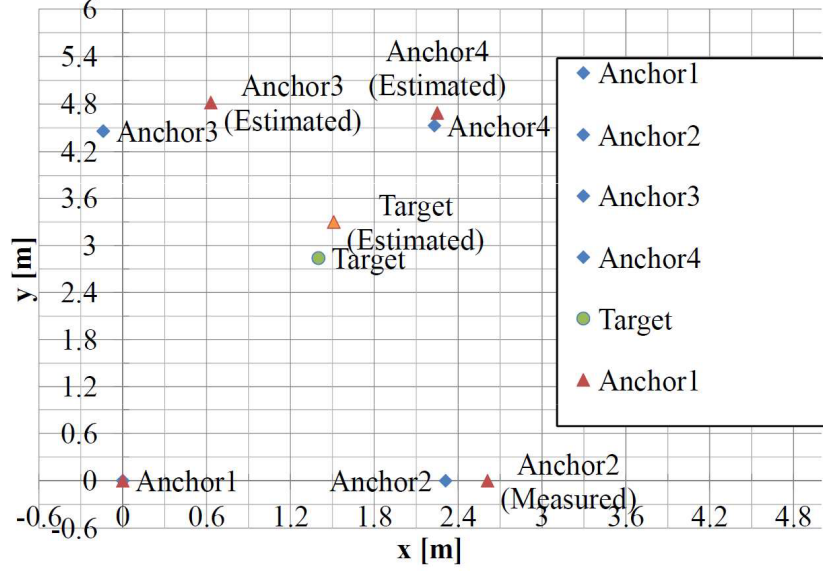 6
5.4
4.8
4.2
3.6
3
2.4
1.8
1.2
0.6
0
-0.6
y [m]
-0.6 0 0.6 1.2 1.8 2.4 3 3.6 4.2 4.8
x [m]
Anchor3
(Estimated)
Anchor4
(Estimated)
Anchor3
Anchor4
Target
(Estimated)
Target
Anchor1
Anchor2
Anchor2
(Measured)
Anchor1
Anchor2
Anchor3
Anchor4
Target
Anchor1